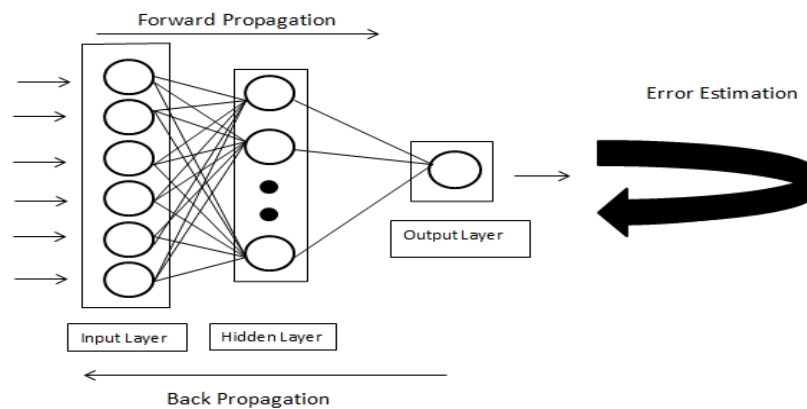 Forward Propagation
Error Estimation
Output Layer
Input Layer
Hidden Layer
Back Propagation